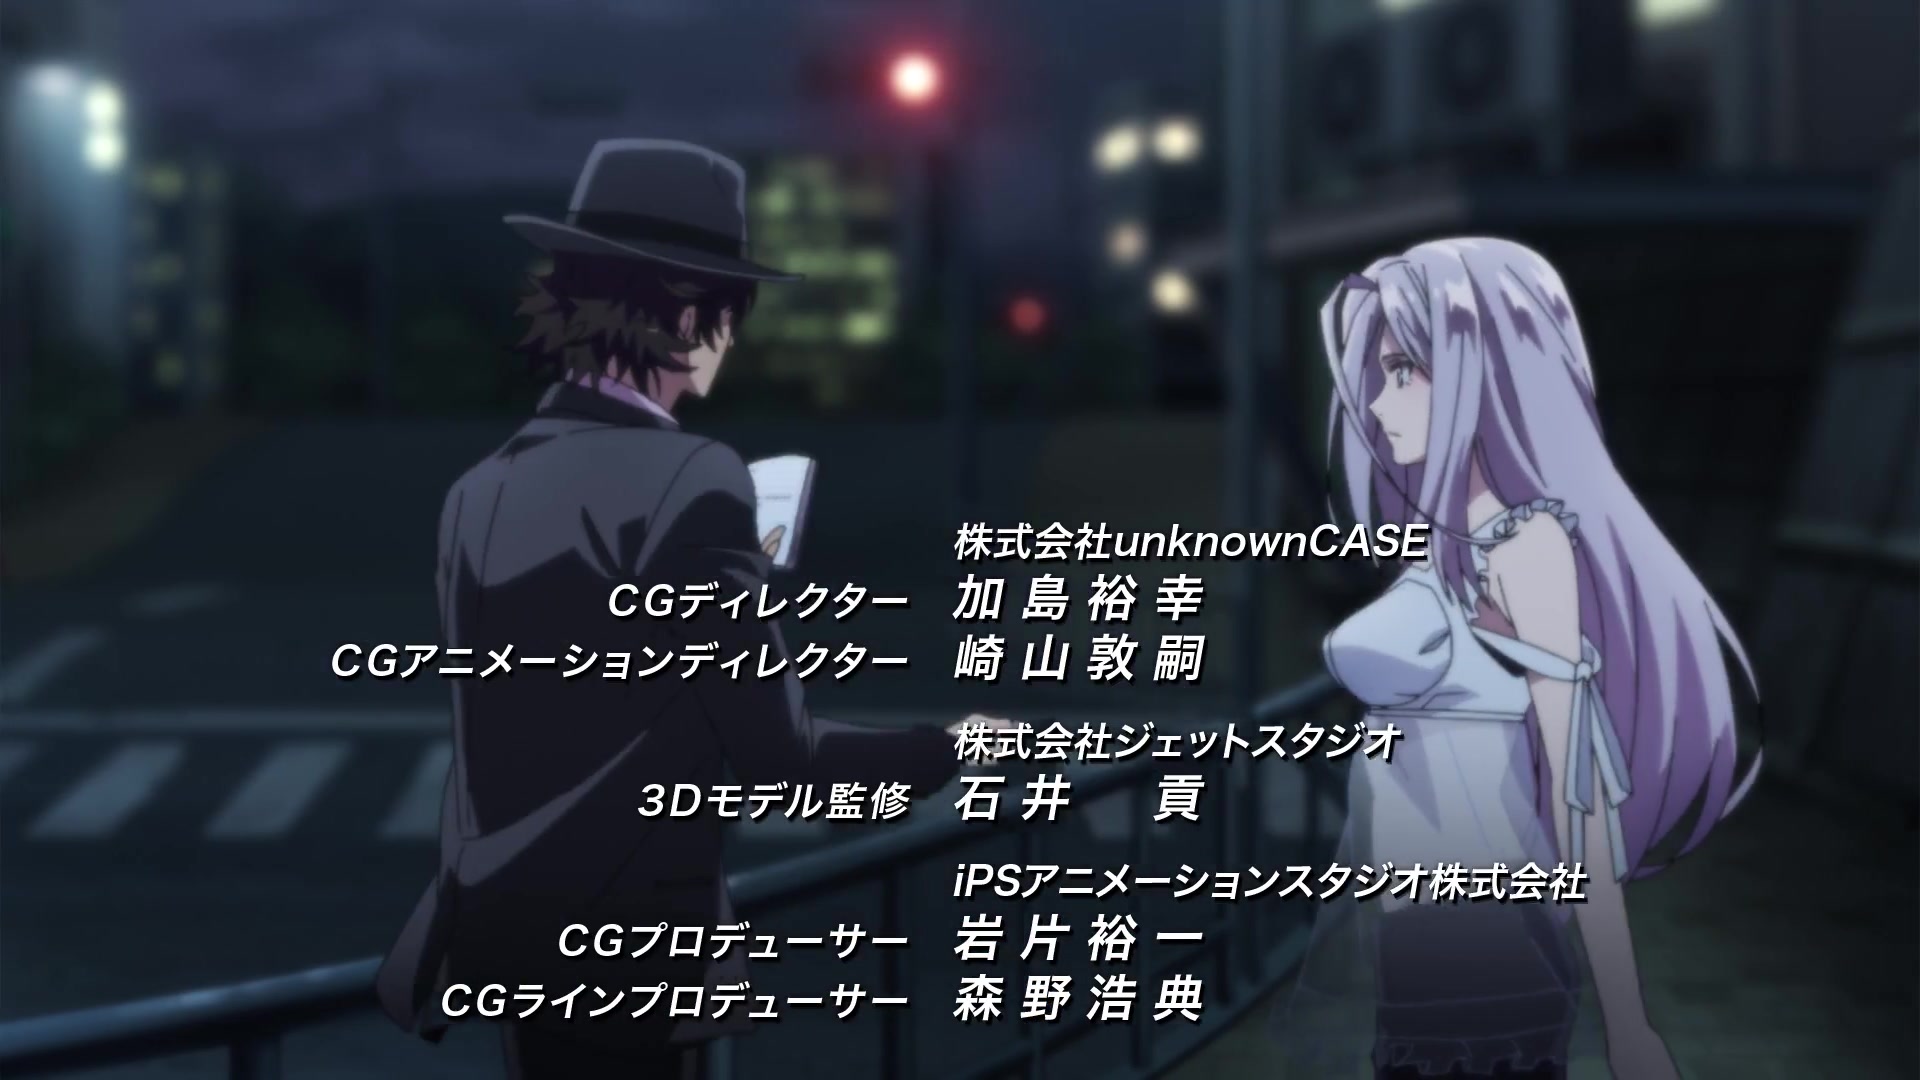 株式会社unknownCASE
CGディレクター 加島裕幸
CGアニメーションディレクター 崎山敦嗣
株式会社ジェットスタジオ
3Dモデル監修 石井 貢
iPSアニメーションスタジオ株式会社
CGプロデューサー 岩片裕一
CGラインプロデューサー 森野浩典